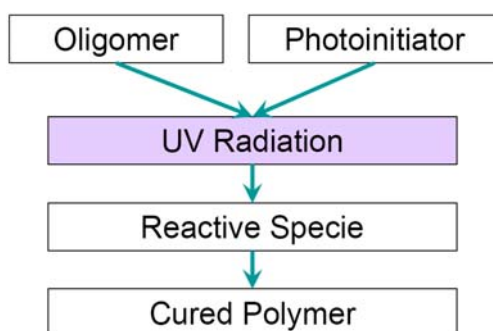 Oligomer
Photoinitiator
UV Radiation
Reactive Specie
Cured Polymer